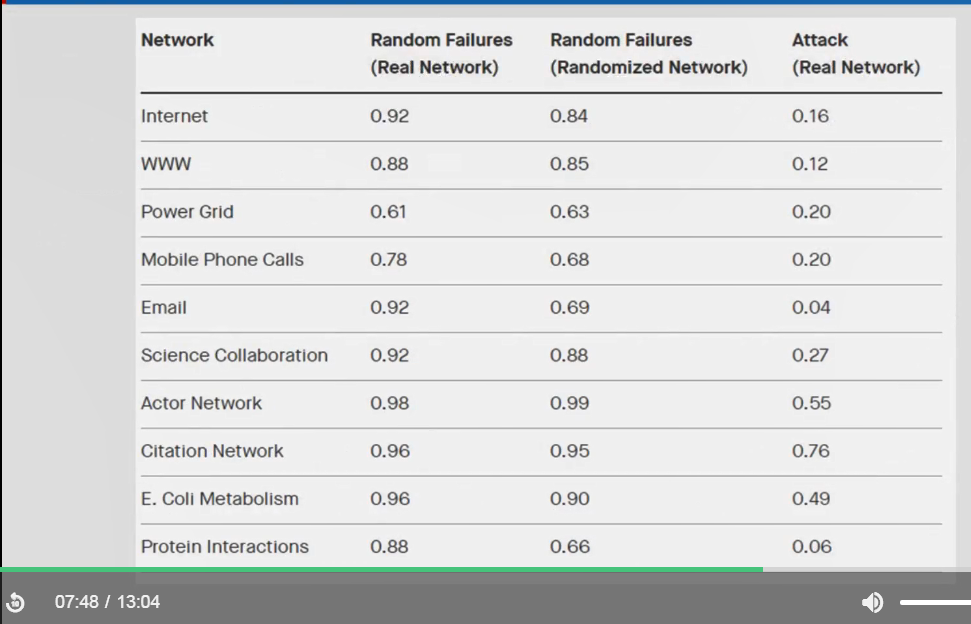 Network Random Failures (Real Network) Random Failures (Randomized Network) Attack (Real Network)
Internet 0.92 0.84 0.16
WWW 0.88 0.85 0.12
Power Grid 0.61 0.63 0.20
Mobile Phone Calls 0.78 0.68 0.20
Email 0.92 0.69 0.04
Science Collaboration 0.92 0.88 0.27
Actor Network 0.98 0.99 0.55
Citation Network 0.96 0.95 0.76
E. Coli Metabolism 0.96 0.90 0.49
Protein Interactions 0.88 0.66 0.06
10 07:48 / 13:04